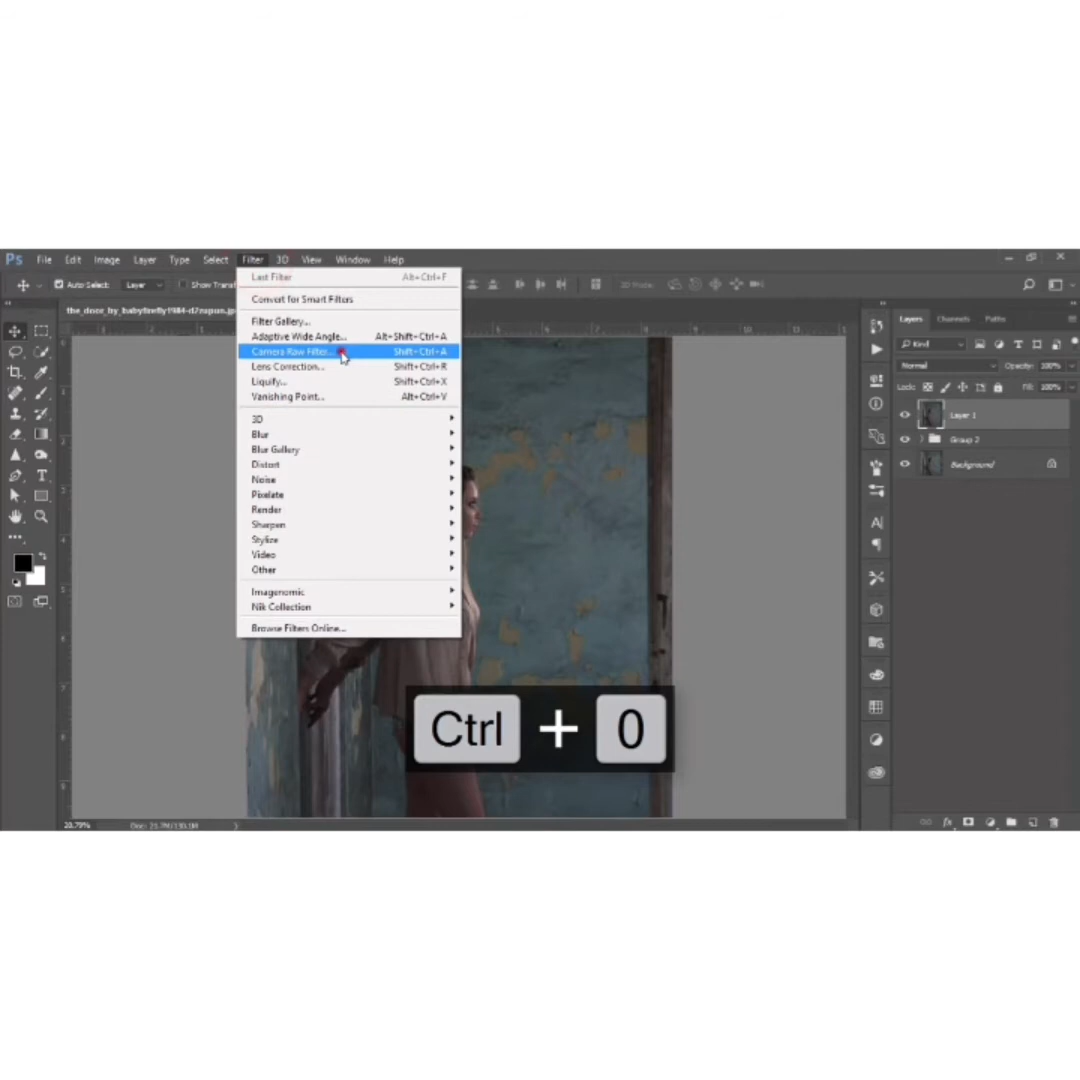 Ps File Edit Image Layer Type Select Filter 3D View Window Help
Auto Select: Layer Show Transf 3D Mode:
the_door_by_babyfirefly1984-d7zupun.jp
Last Filter Alt+Ctrl+F
Convert for Smart Filters
Filter Gallery...
Adaptive Wide Angle... Alt+Shift+Ctrl+A
Camera Raw Filter... Shift+Ctrl+A
Lens Correction... Shift+Ctrl+R
Liquify... Shift+Ctrl+X
Vanishing Point... Alt+Ctrl+V
3D
Blur
Blur Gallery
Distort
Noise
Pixelate
Render
Sharpen
Stylize
Video
Other
Imagenomic
Nik Collection
Browse Filters Online...
Layers Channels Paths
Kind
Normal Opacity: 100%
Lock: Fill: 100%
Layer 1
Group 2
Background
Ctrl + 0